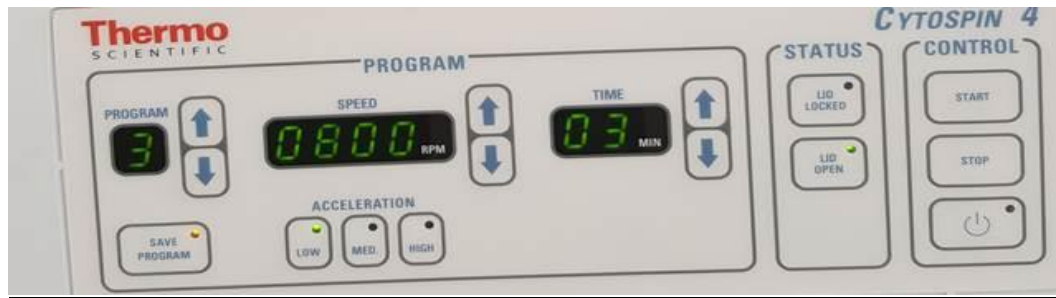 Thermo
SCIENTIFIC
CYTOSPIN 4
PROGRAM
STATUS
CONTROL
PROGRAM
3
SPEED
0800 RPM
TIME
03 MIN
LID LOCKED
LID OPEN
START
STOP
SAVE PROGRAM
ACCELERATION
LOW
MED.
HIGH